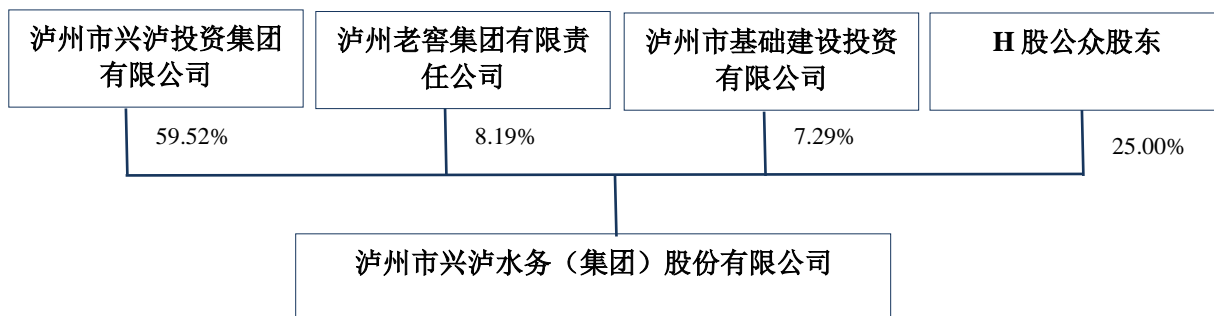 泸州市兴泸投资集团
有限公司
泸州老窖集团有限责
任公司
泸州市基础建设投资
有限公司
H 股公众股东
59.52%
8.19%
7.29%
25.00%
泸州市兴泸水务（集团）股份有限公司